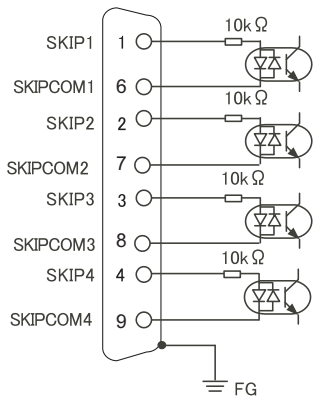 10kΩ
SKIP1 1
SKIPCOM1 6
10kΩ
SKIP2 2
SKIPCOM2 7
10kΩ
SKIP3 3
SKIPCOM3 8
10kΩ
SKIP4 4
SKIPCOM4 9
FG